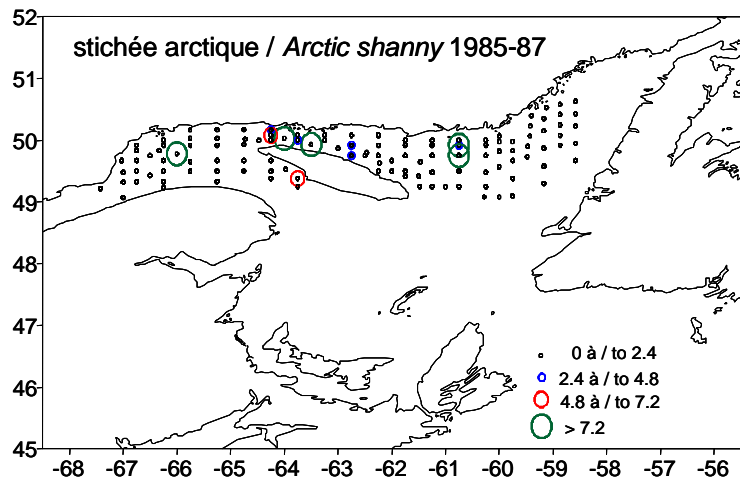 stichée arctique / Arctic shanny 1985-87
52
51
50
49
48
47
46
45
0 à / to 2.4
2.4 à / to 4.8
4.8 à / to 7.2
> 7.2
-68 -67 -66 -65 -64 -63 -62 -61 -60 -59 -58 -57 -56